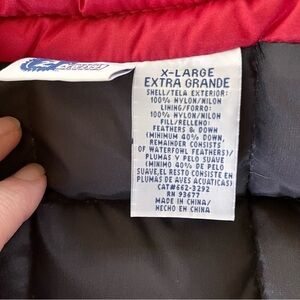 X-LARGE
EXTRA GRANDE
SHELL/TELA EXTERIOR:
100% NYLON/NILON
LINING/FORRO:
100% NYLON/NILON
FILL/RELLENO:
FEATHERS & DOWN
(MINIMUM 40% DOWN,
REMAINDER CONSISTS
OF WATERFOWL FEATHERS)/
PLUMAS Y PELO SUAVE
(MINIMO 40% DE PELO
SUAVE,EL RESTO CONSISTE EN
PLUMAS DE AVES ACUATICAS)
CAT#662-3292
RN 93677
MADE IN CHINA/
HECHO EN CHINA